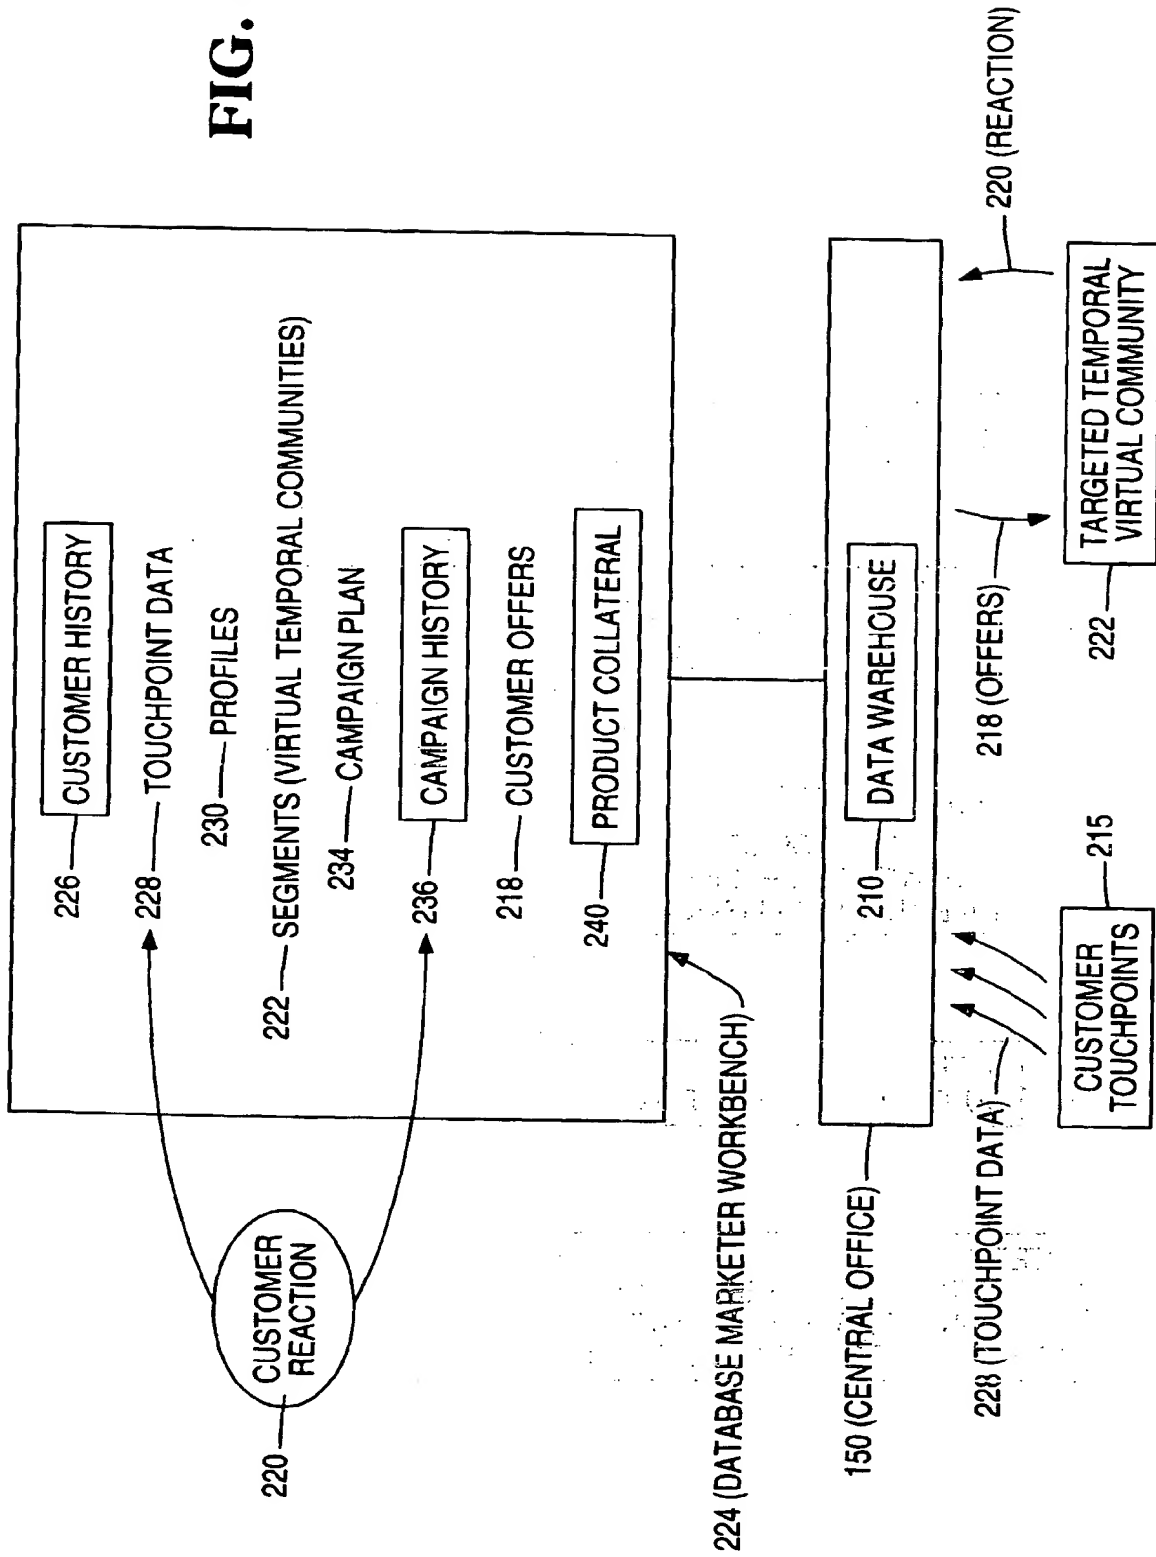 FIG.
226
CUSTOMER HISTORY
228
TOUCHPOINT DATA
230
PROFILES
222
SEGMENTS (VIRTUAL TEMPORAL COMMUNITIES)
234
CAMPAIGN PLAN
236
CAMPAIGN HISTORY
218
CUSTOMER OFFERS
240
PRODUCT COLLATERAL
CUSTOMER
REACTION
220
224 (DATABASE MARKETER WORKBENCH)
150 (CENTRAL OFFICE)
210
DATA WAREHOUSE
228 (TOUCHPOINT DATA)
218 (OFFERS)
220 (REACTION)
CUSTOMER
TOUCHPOINTS
215
222
TARGETED TEMPORAL
VIRTUAL COMMUNITY